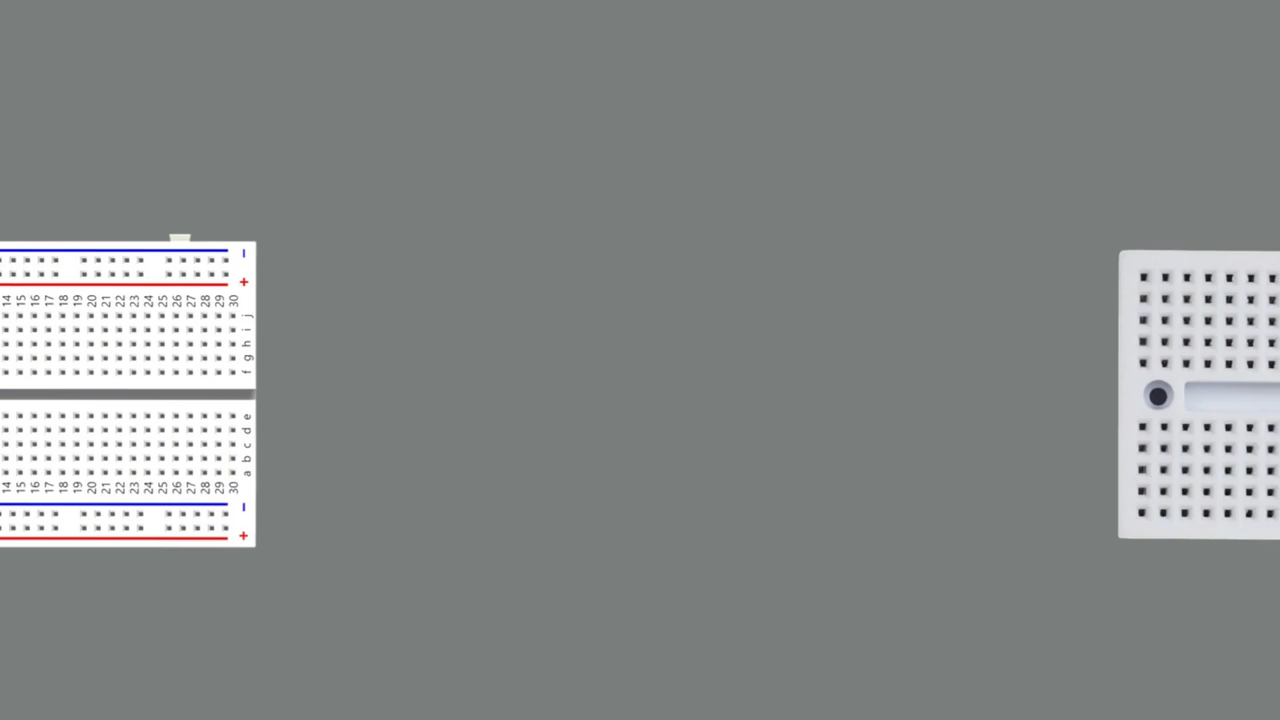 −
+
14 15 16 17 18 19 20 21 22 23 24 25 26 27 28 29 30
j
i
h
g
f
e
d
c
b
a
14 15 16 17 18 19 20 21 22 23 24 25 26 27 28 29 30
−
+